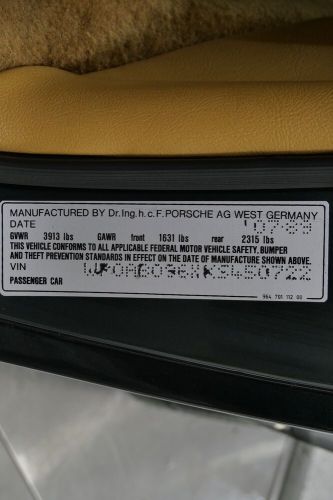 MANUFACTURED BY Dr.Ing.h.c.F.PORSCHE AG WEST GERMANY
DATE 07-89
GVWR 3913 lbs GAWR front 1631 lbs rear 2315 lbs
THIS VEHICLE CONFORMS TO ALL APPLICABLE FEDERAL MOTOR VEHICLE SAFETY, BUMPER
AND THEFT PREVENTION STANDARDS IN EFFECT ON THE DATE OF MANUFACTURE SHOWN ABOVE.
VIN WP0AB096XKS450722
PASSENGER CAR
964 701 112 00